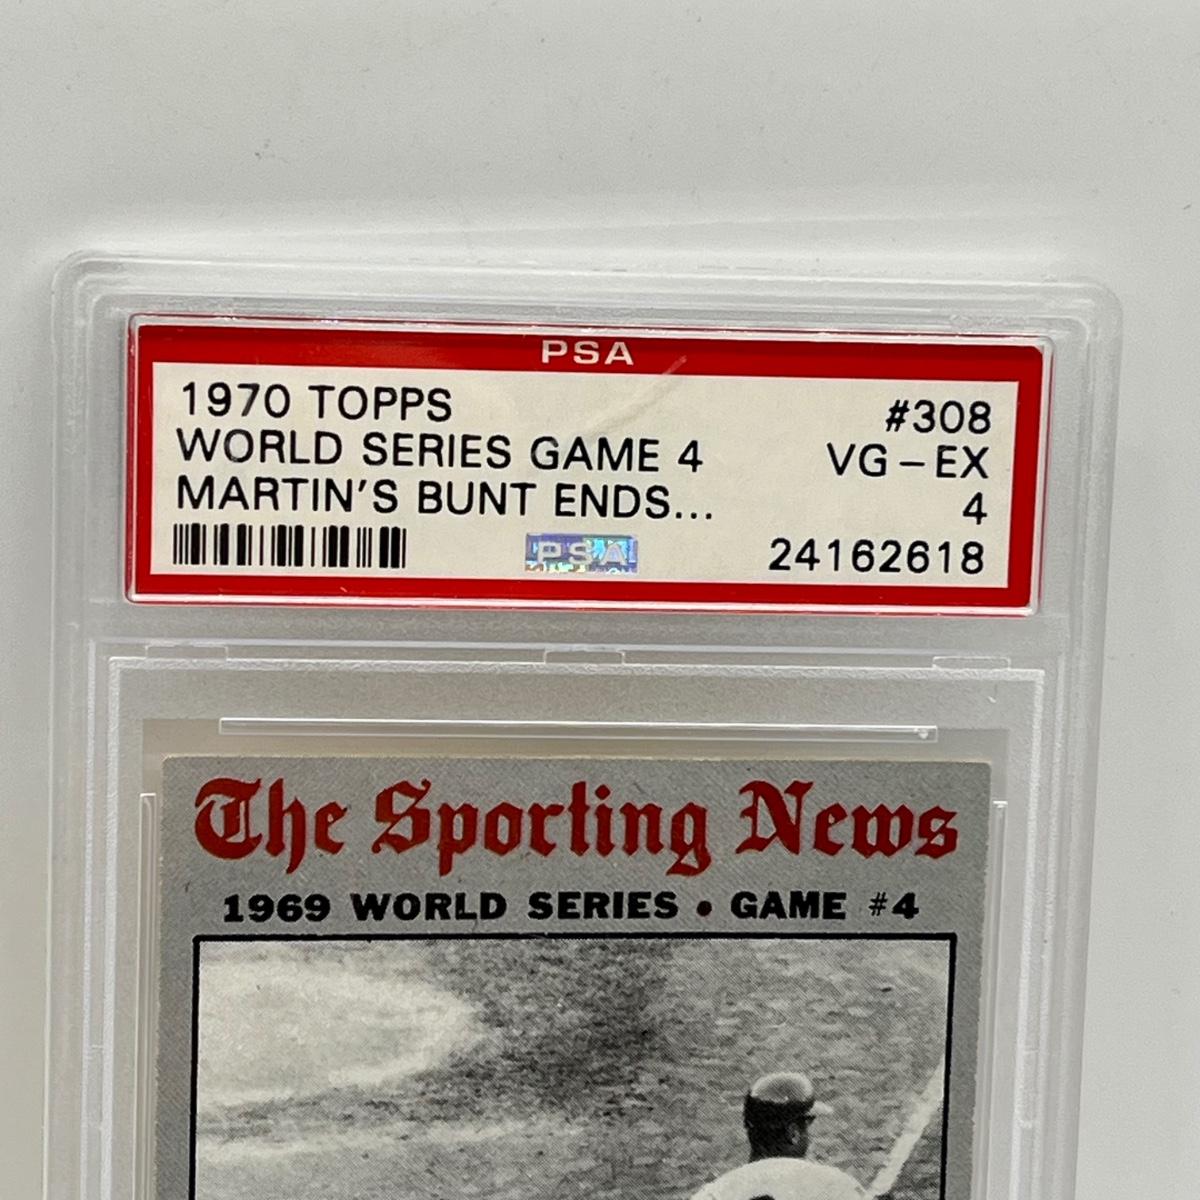 PSA
1970 TOPPS #308
WORLD SERIES GAME 4 VG-EX
MARTIN'S BUNT ENDS... 4
PSA 24162618
The Sporting News
1969 WORLD SERIES • GAME #4